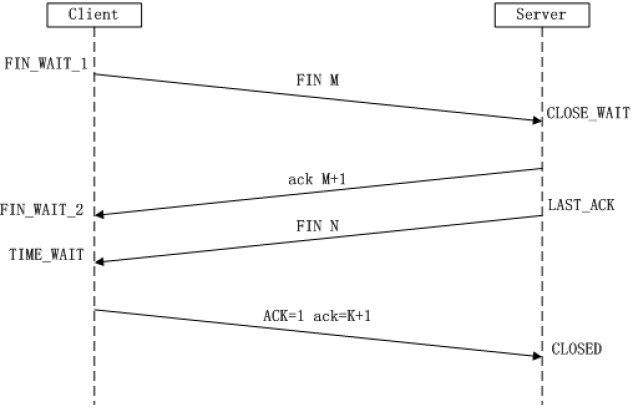 Client
Server
FIN_WAIT_1
FIN M
CLOSE_WAIT
ack M+1
FIN_WAIT_2
LAST_ACK
FIN N
TIME_WAIT
ACK=1 ack=K+1
CLOSED